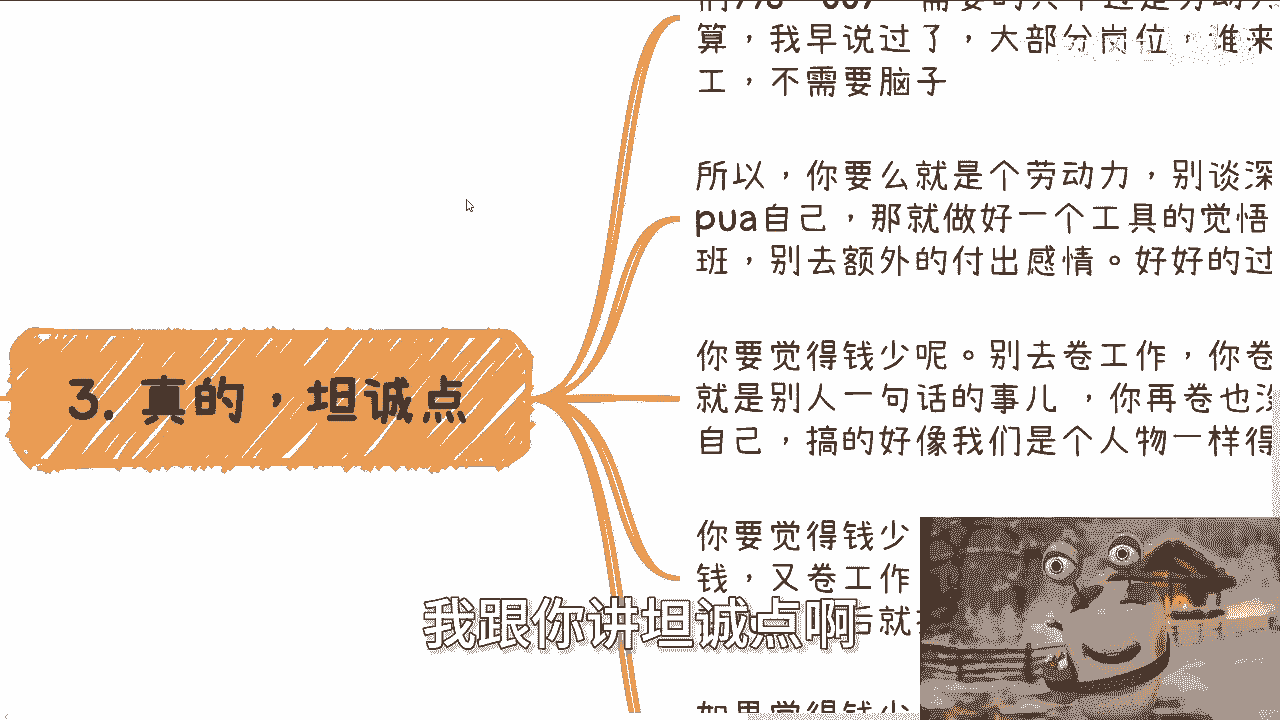 算，我早说过了，大部分岗位，谁来
工，不需要脑子
所以，你要么就是个劳动力，别谈深
pua自己，那就做好一个工具的觉悟
班，别去额外的付出感情。好好的过
3. 真的，坦诚点
你要觉得钱少呢。别去卷工作，你卷
就是别人一句话的事儿 ，你再卷也没
自己，搞的好像我们是个人物一样得
你要觉得钱少
钱，又卷工作
后就
我跟你讲坦诚点啊
如果觉得钱少